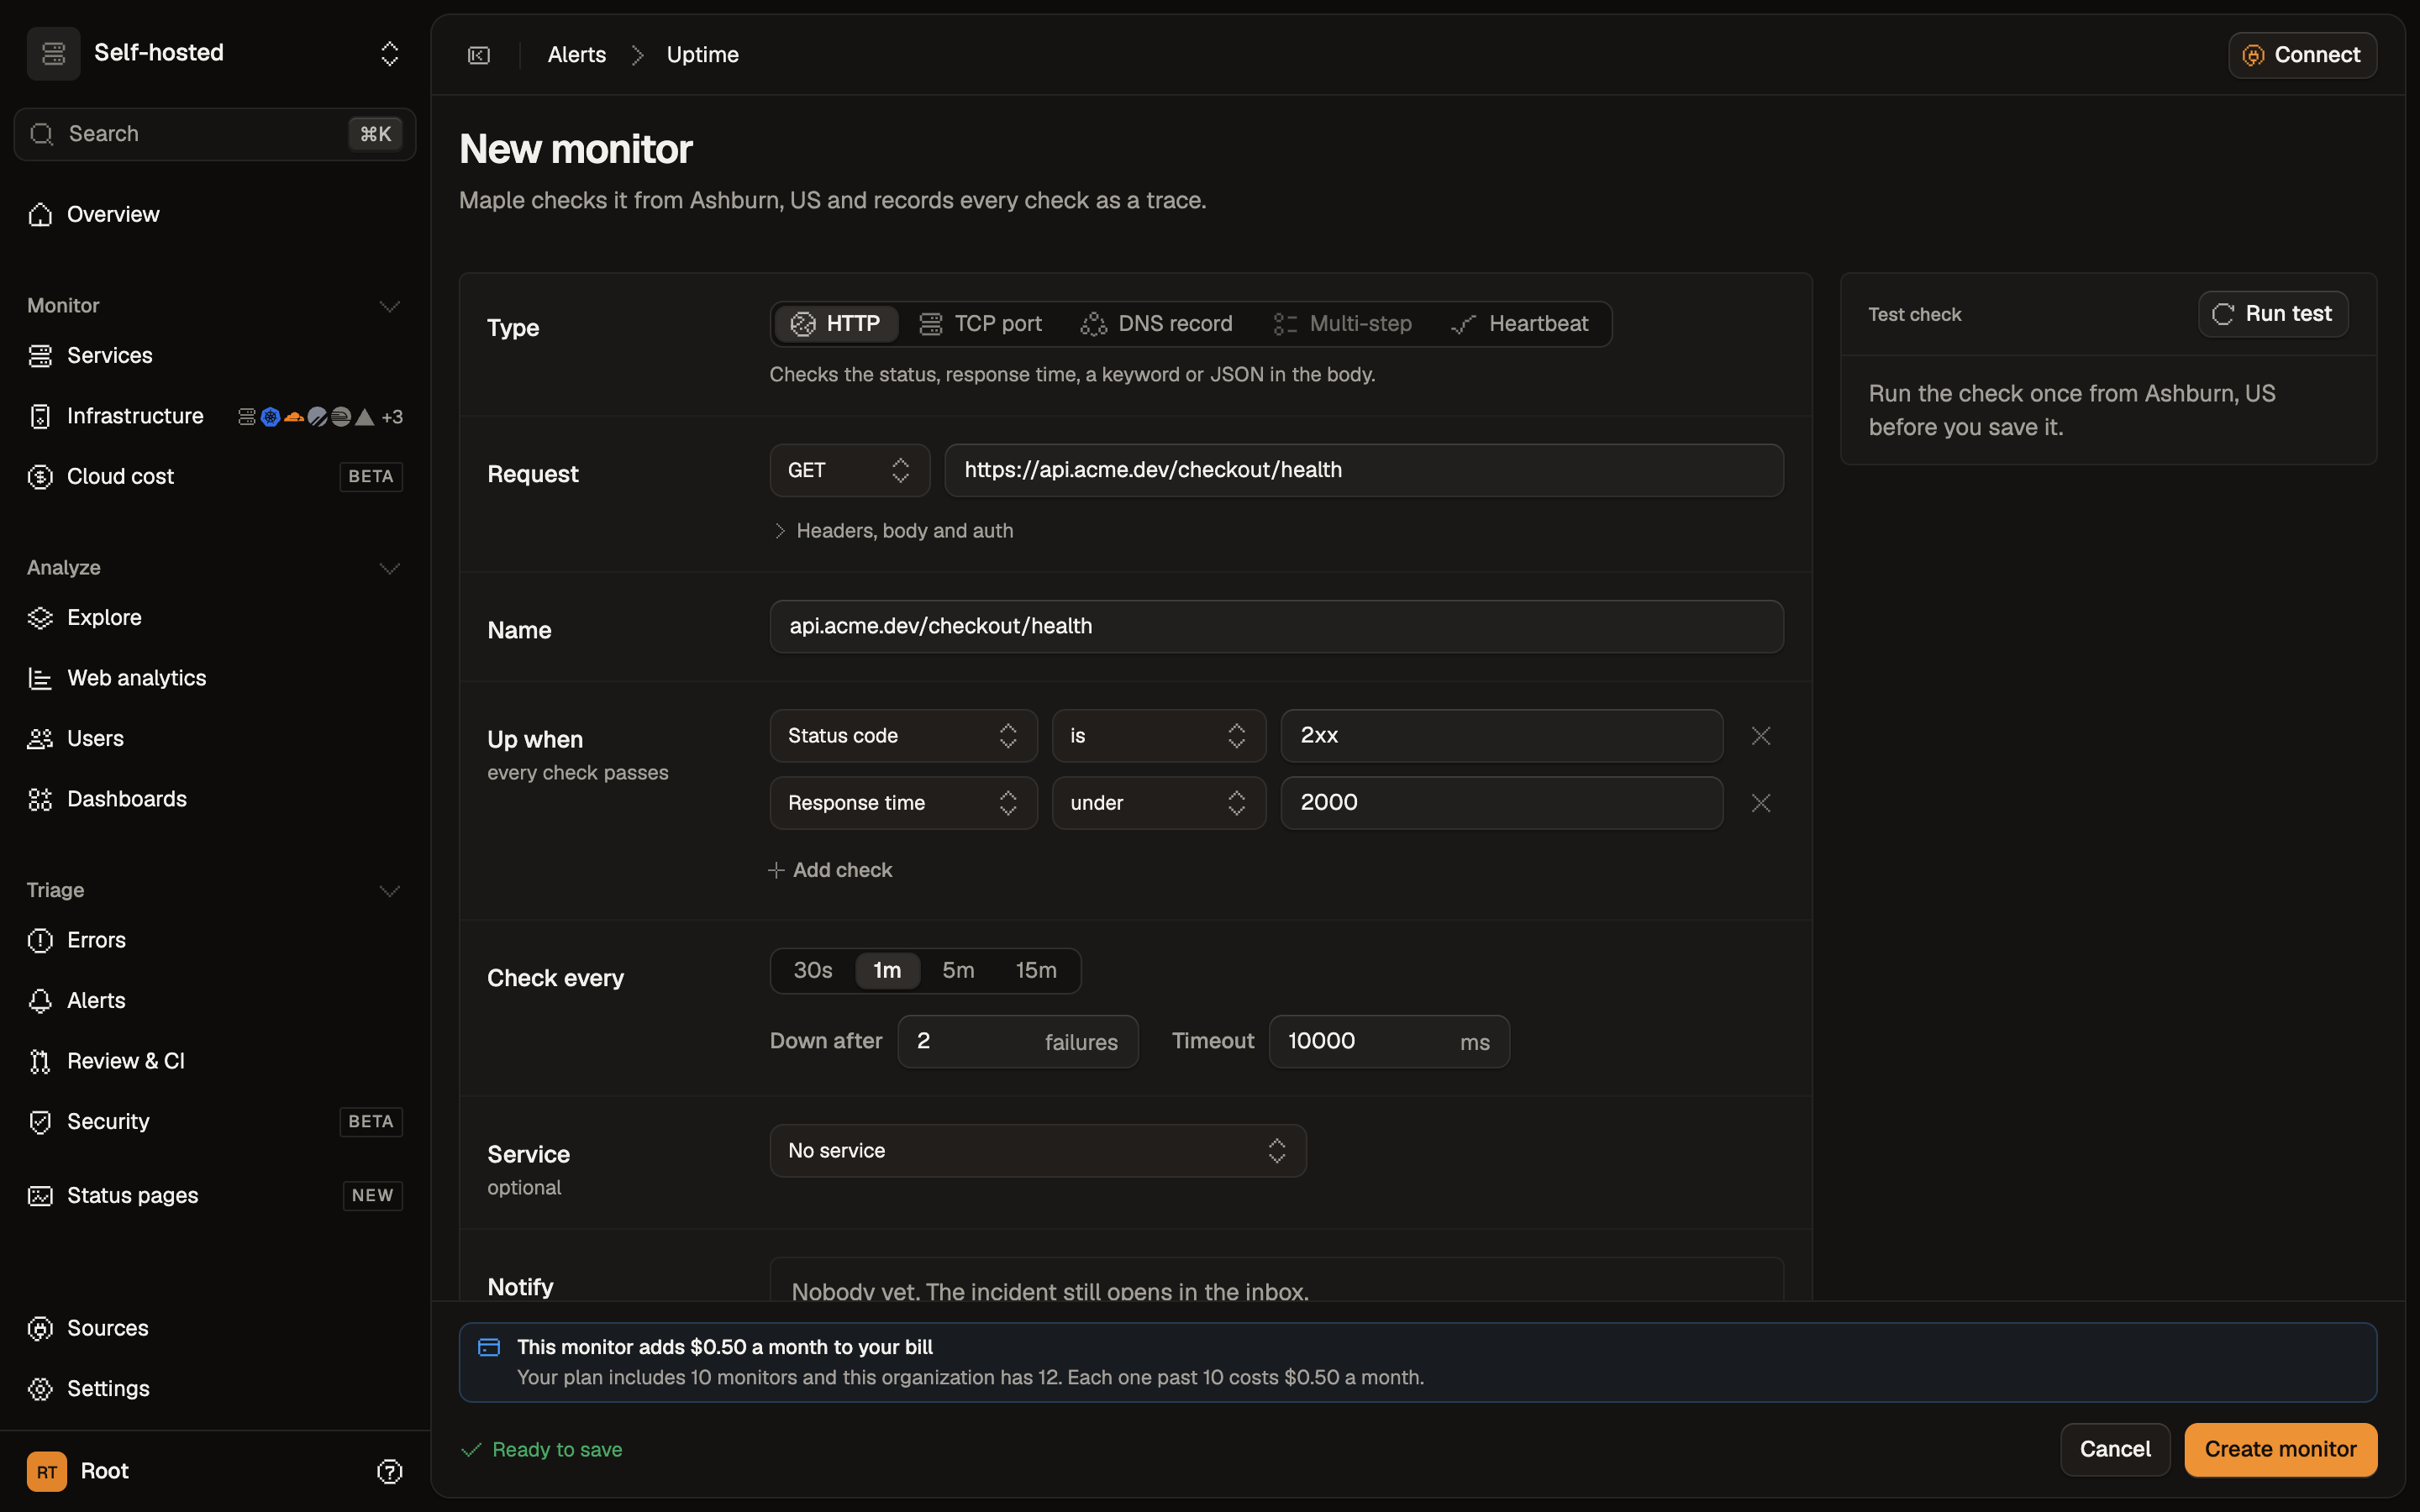 Self-hosted
Search
⌘K
Overview
Monitor
Services
Infrastructure
+3
Cloud cost
BETA
Analyze
Explore
Web analytics
Users
Dashboards
Triage
Errors
Alerts
Review & CI
Security
BETA
Status pages
NEW
Sources
Settings
RT
Root
Alerts
Uptime
Connect
New monitor
Maple checks it from Ashburn, US and records every check as a trace.
Type
HTTP
TCP port
DNS record
Multi-step
Heartbeat
Checks the status, response time, a keyword or JSON in the body.
Request
GET
https://api.acme.dev/checkout/health
Headers, body and auth
Name
api.acme.dev/checkout/health
Up when
every check passes
Status code
is
2xx
Response time
under
2000
Add check
Check every
30s
1m
5m
15m
Down after
2
failures
Timeout
10000
ms
Service
optional
No service
Notify
Nobody yet. The incident still opens in the inbox.
Test check
Run test
Run the check once from Ashburn, US
before you save it.
This monitor adds $0.50 a month to your bill
Your plan includes 10 monitors and this organization has 12. Each one past 10 costs $0.50 a month.
Ready to save
Cancel
Create monitor